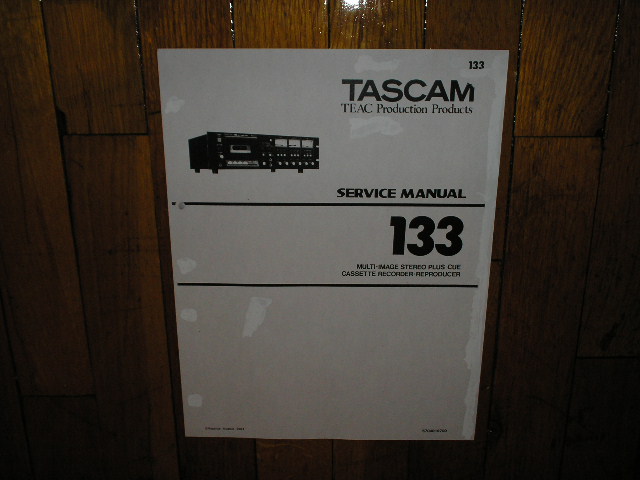 133
TASCAM
TEAC Production Products
SERVICE MANUAL
133
MULTI-IMAGE STEREO PLUS CUE
CASSETTE RECORDER-REPRODUCER